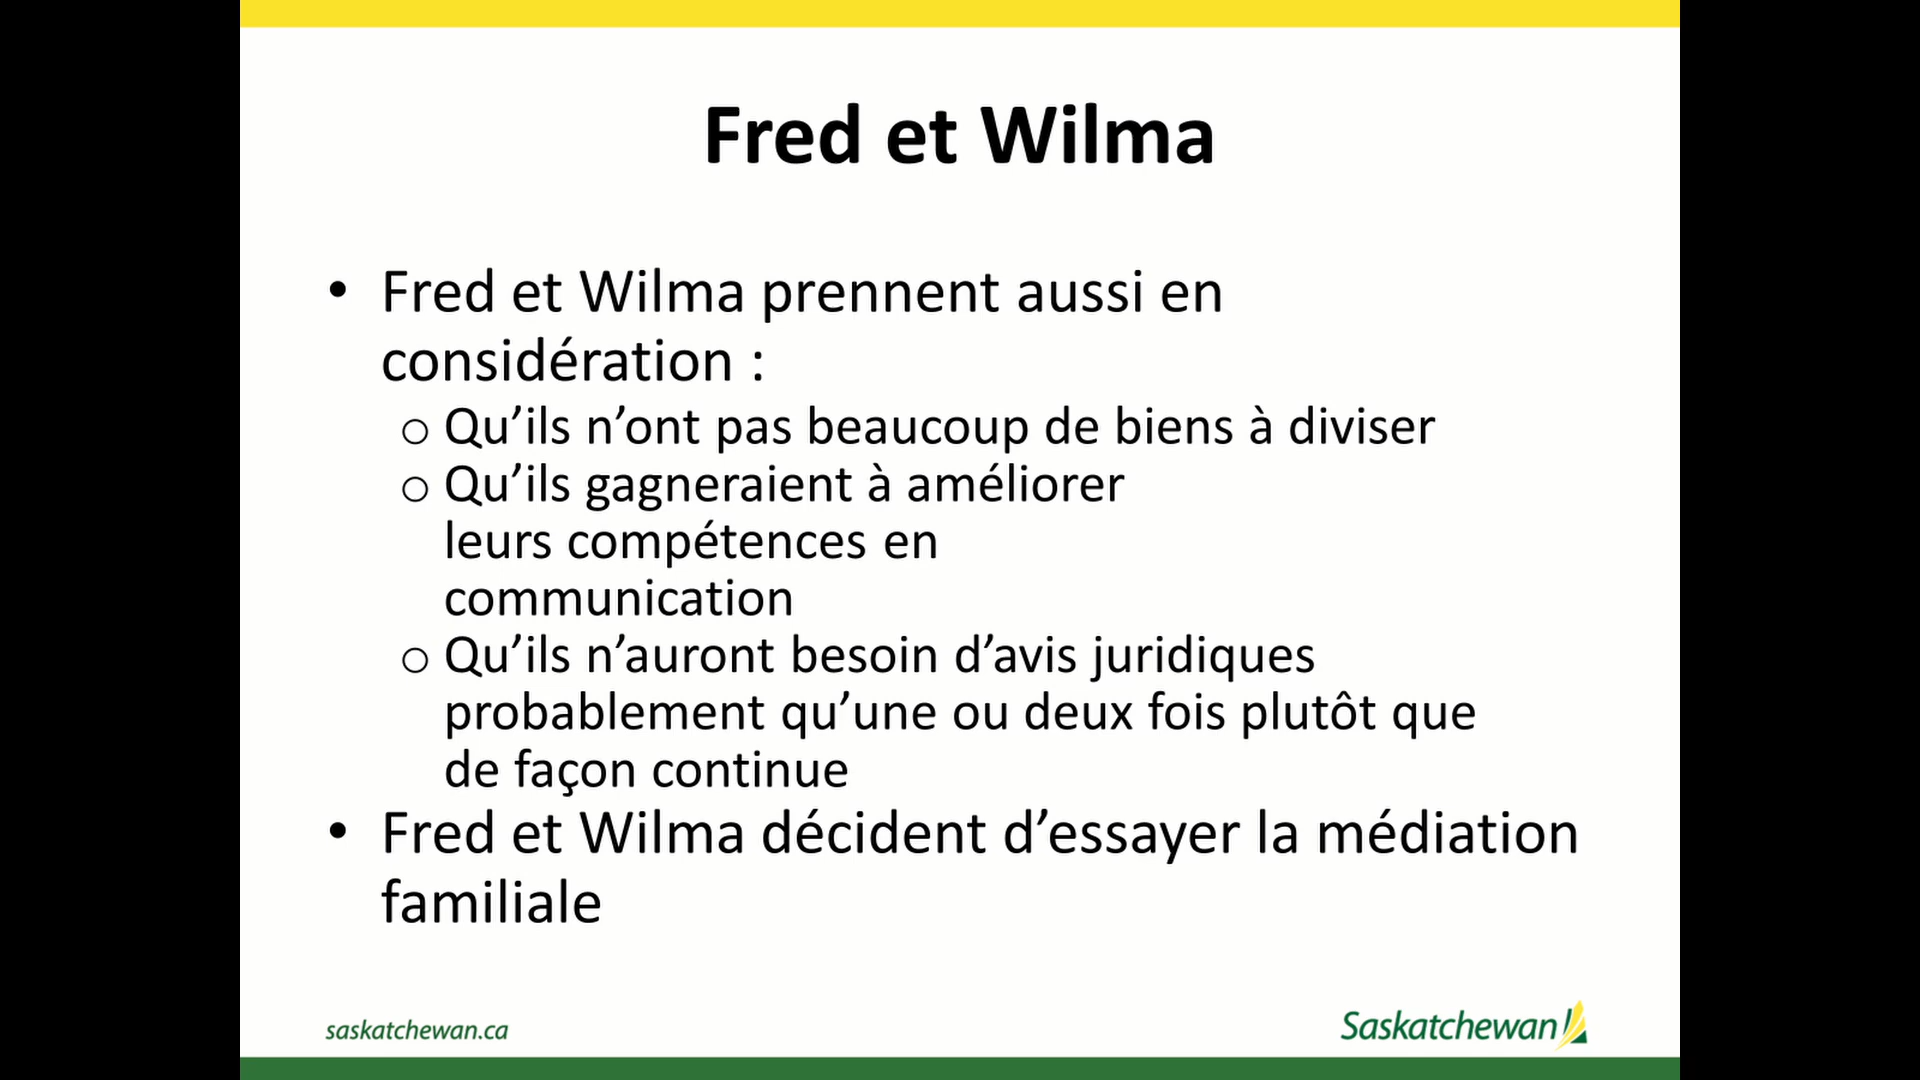 Fred et Wilma
• Fred et Wilma prennent aussi en
considération :
o Qu’ils n’ont pas beaucoup de biens à diviser
o Qu’ils gagneraient à améliorer
leurs compétences en
communication
o Qu’ils n’auront besoin d’avis juridiques
probablement qu’une ou deux fois plutôt que
de façon continue
• Fred et Wilma décident d’essayer la médiation
familiale
saskatchewan.ca
Saskatchewan